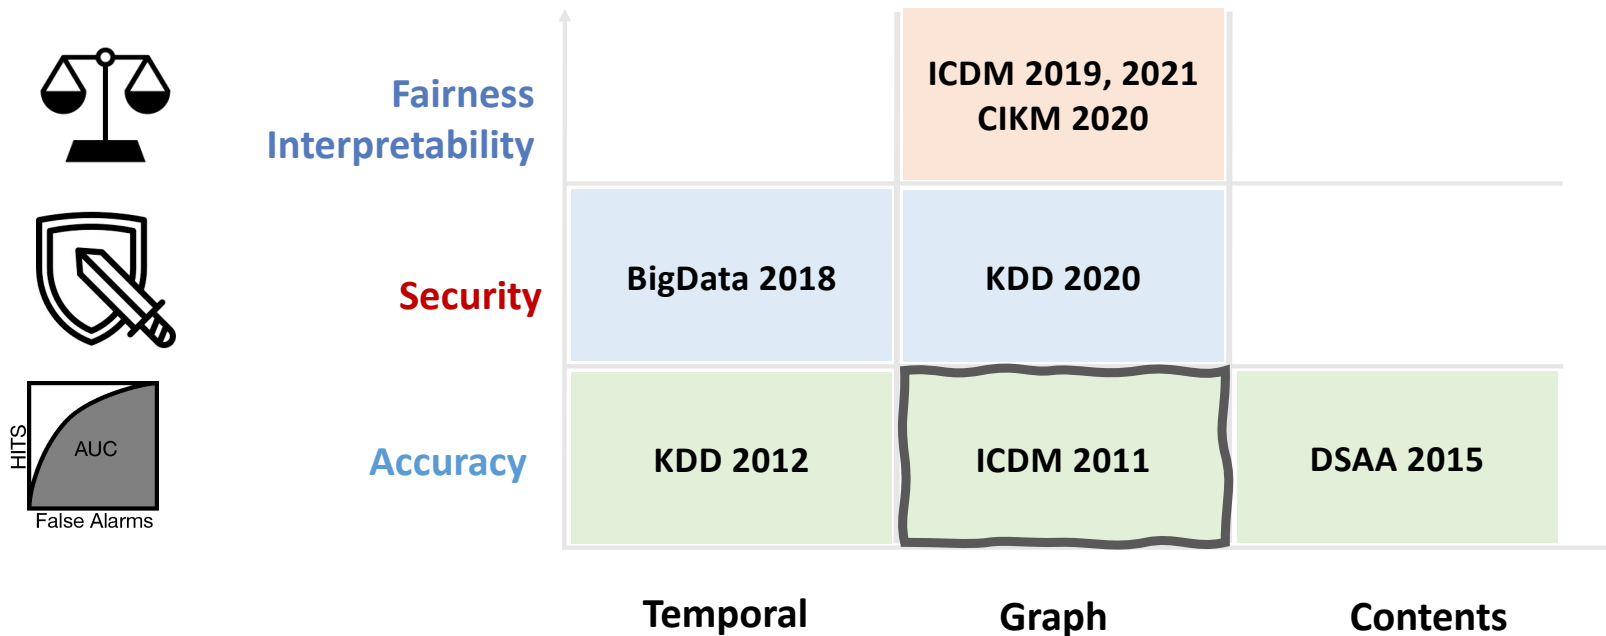 ICDM 2019, 2021
CIKM 2020
Fairness
Interpretability
BigData 2018
KDD 2020
Security
HITS
AUC
False Alarms
Accuracy
KDD 2012
ICDM 2011
DSAA 2015
Temporal
Graph
Contents